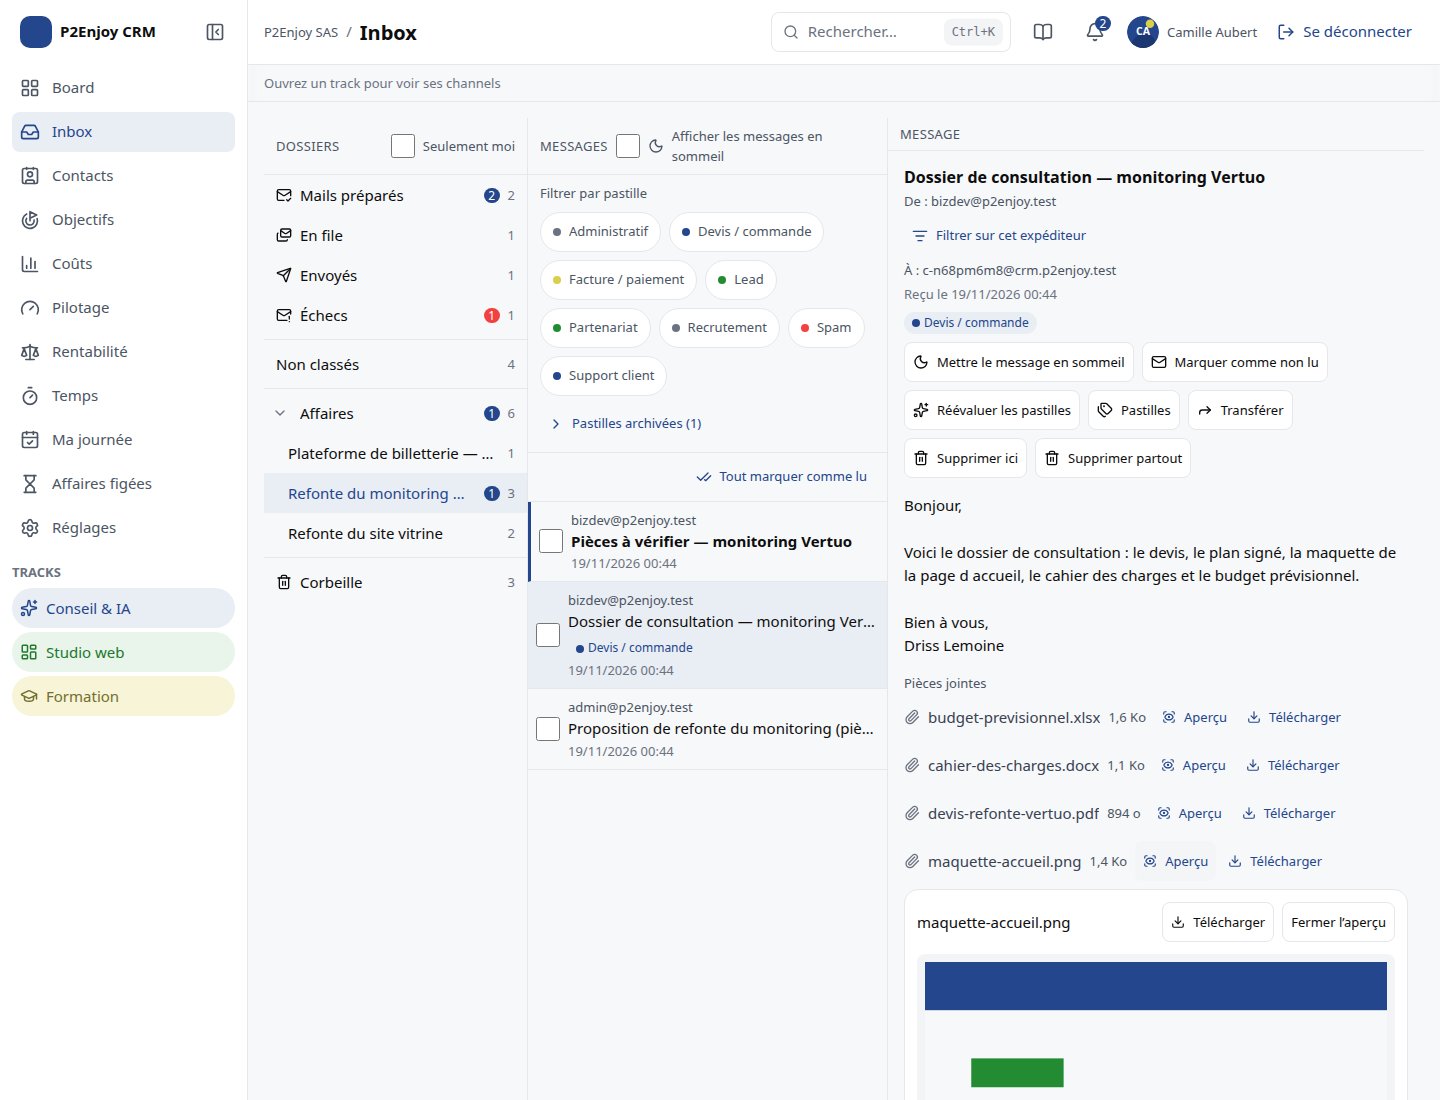 P2Enjoy CRM
Board
Inbox
Contacts
Objectifs
Coûts
Pilotage
Rentabilité
Temps
Ma journée
Affaires figées
Réglages
TRACKS
Conseil & IA
Studio web
Formation
P2Enjoy SAS / Inbox
Rechercher... Ctrl+K
2
CA Camille Aubert
Se déconnecter
Ouvrez un track pour voir ses channels
DOSSIERS Seulement moi
Mails préparés 2 2
En file 1
Envoyés 1
Échecs 1 1
Non classés 4
Affaires 1 6
Plateforme de billetterie — ... 1
Refonte du monitoring ... 1 3
Refonte du site vitrine 2
Corbeille 3
MESSAGES Afficher les messages en
sommeil
Filtrer par pastille
Administratif Devis / commande
Facture / paiement Lead
Partenariat Recrutement Spam
Support client
Pastilles archivées (1)
Tout marquer comme lu
bizdev@p2enjoy.test
Pièces à vérifier — monitoring Vertuo
19/11/2026 00:44
bizdev@p2enjoy.test
Dossier de consultation — monitoring Ver...
Devis / commande
19/11/2026 00:44
admin@p2enjoy.test
Proposition de refonte du monitoring (piè...
19/11/2026 00:44
MESSAGE
Dossier de consultation — monitoring Vertuo
De : bizdev@p2enjoy.test
Filtrer sur cet expéditeur
À : c-n68pm6m8@crm.p2enjoy.test
Reçu le 19/11/2026 00:44
Devis / commande
Mettre le message en sommeil Marquer comme non lu
Réévaluer les pastilles Pastilles Transférer
Supprimer ici Supprimer partout
Bonjour,
Voici le dossier de consultation : le devis, le plan signé, la maquette de
la page d accueil, le cahier des charges et le budget prévisionnel.
Bien à vous,
Driss Lemoine
Pièces jointes
budget-previsionnel.xlsx 1,6 Ko Aperçu Télécharger
cahier-des-charges.docx 1,1 Ko Aperçu Télécharger
devis-refonte-vertuo.pdf 894 o Aperçu Télécharger
maquette-accueil.png 1,4 Ko Aperçu Télécharger
maquette-accueil.png Télécharger Fermer l’aperçu